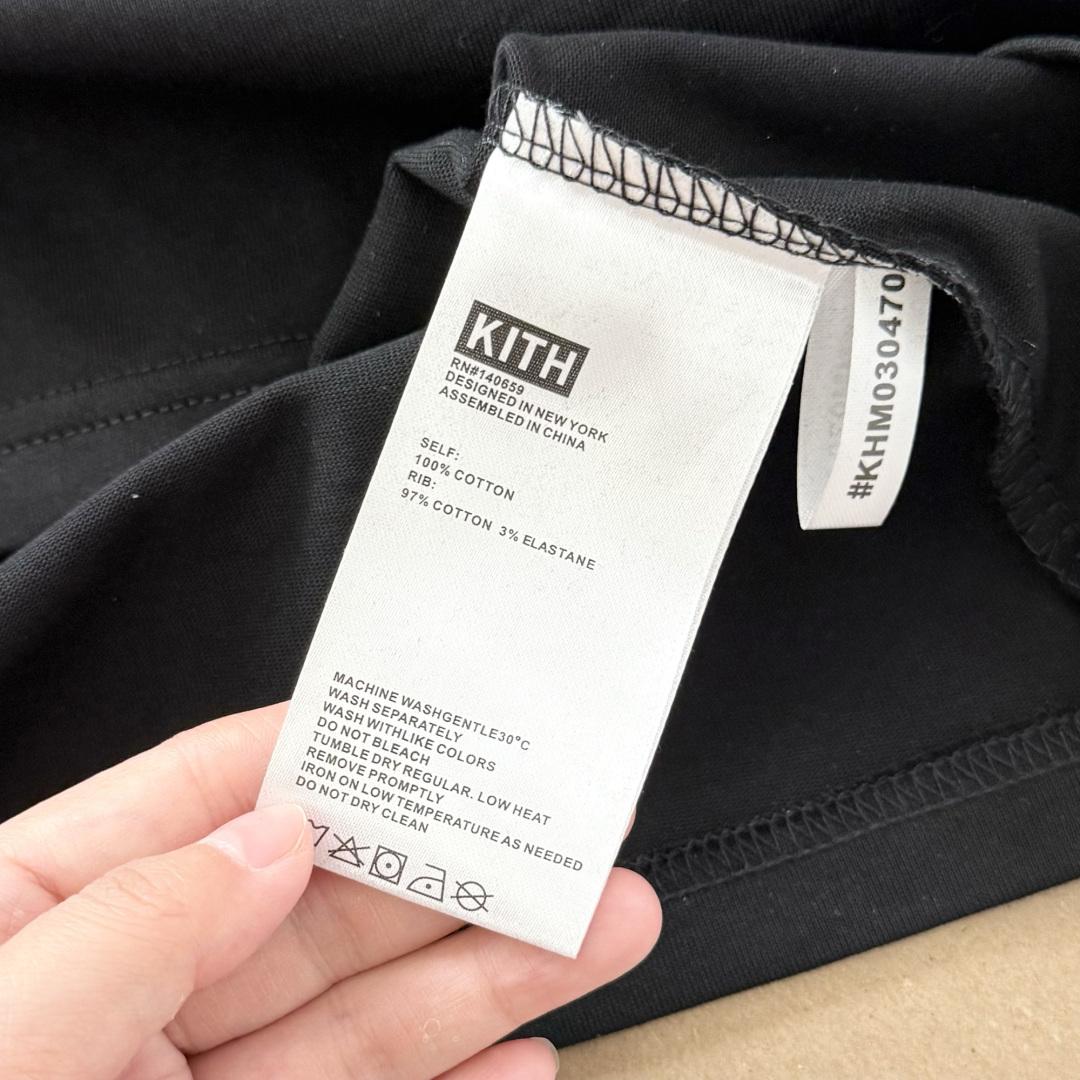 KITH
RN#140659
DESIGNED IN NEW YORK
ASSEMBLED IN CHINA
SELF:
100% COTTON
RIB:
97% COTTON 3% ELASTANE
MACHINE WASHGENTLE30°C
WASH SEPARATELY
WASH WITHLIKE COLORS
DO NOT BLEACH
TUMBLE DRY REGULAR. LOW HEAT
REMOVE PROMPTLY
IRON ON LOW TEMPERATURE AS NEEDED
DO NOT DRY CLEAN
#KHM030470